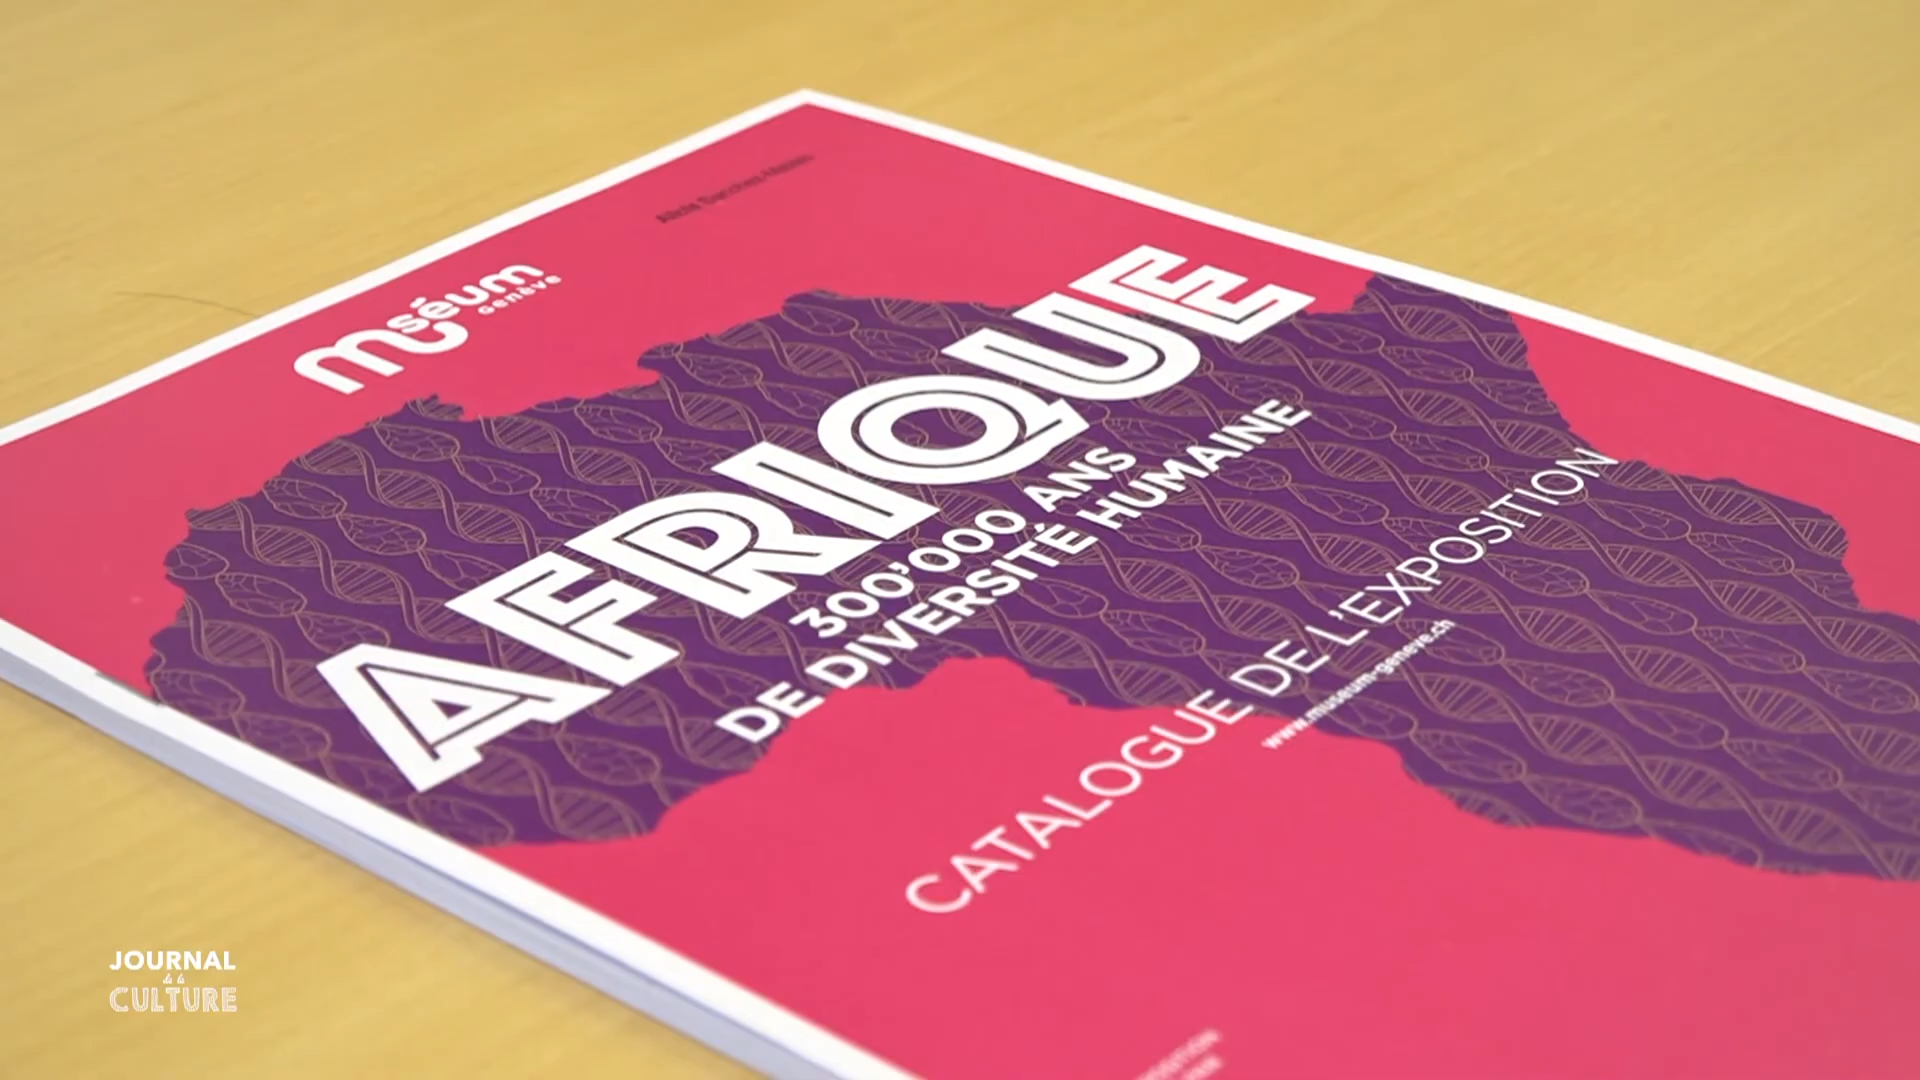 Muséum
genève
AFRIQUE
300'000 ANS
DE DIVERSITÉ HUMAINE
CATALOGUE DE L'EXPOSITION
www.museum-geneve.ch
JOURNAL
de la
CULTURE